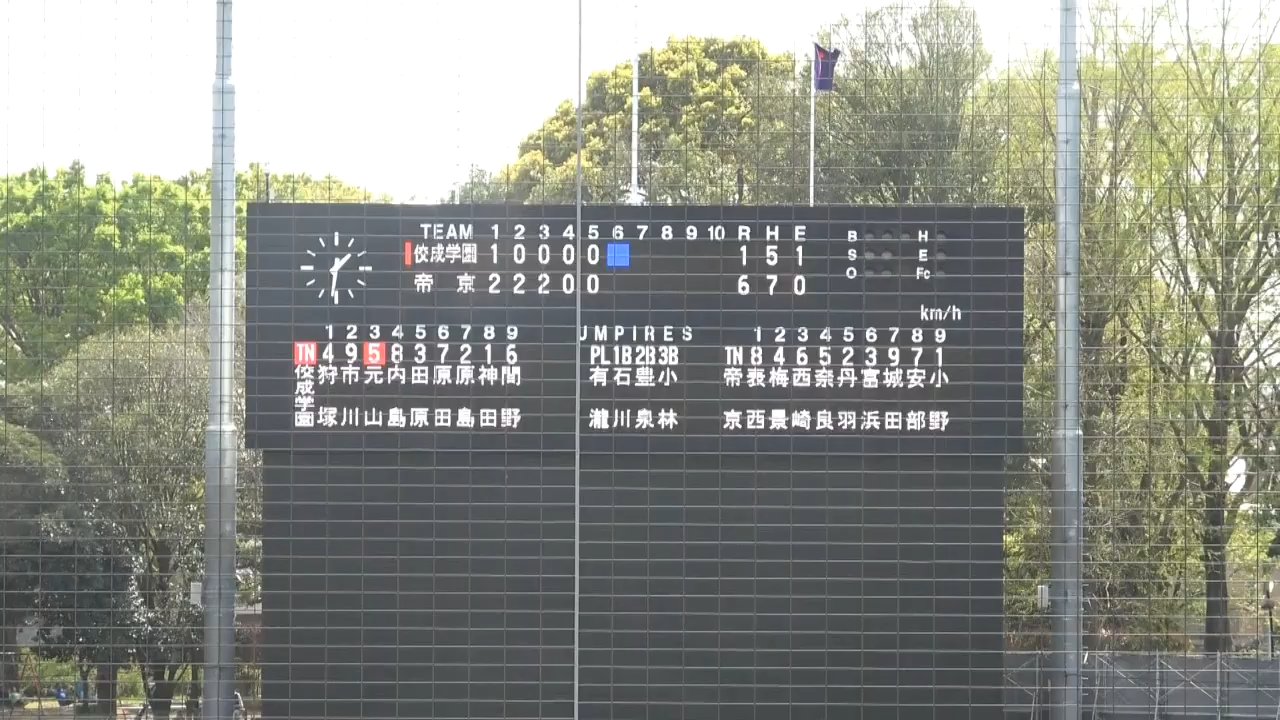 TEAM 1 2 3 4 5 6 7 8 9 10 R H E
佼成学園 1 0 0 0 0 1 5 1
帝京 2 2 2 0 0 6 7 0
B H
S E
O Fc
km/h
1 2 3 4 5 6 7 8 9
TN 4 9 5 8 3 7 2 1 6
佼成学園 狩塚 市川 元山 内島 田原 原田 原島 神田 間野
UMPIRES
PL 1B 2B 3B
有瀧 石川 豊泉 小林
1 2 3 4 5 6 7 8 9
TN 8 4 6 5 2 3 9 7 1
帝京 表西 梅景 西崎 奈良 丹羽 富浜 城田 安部 小野